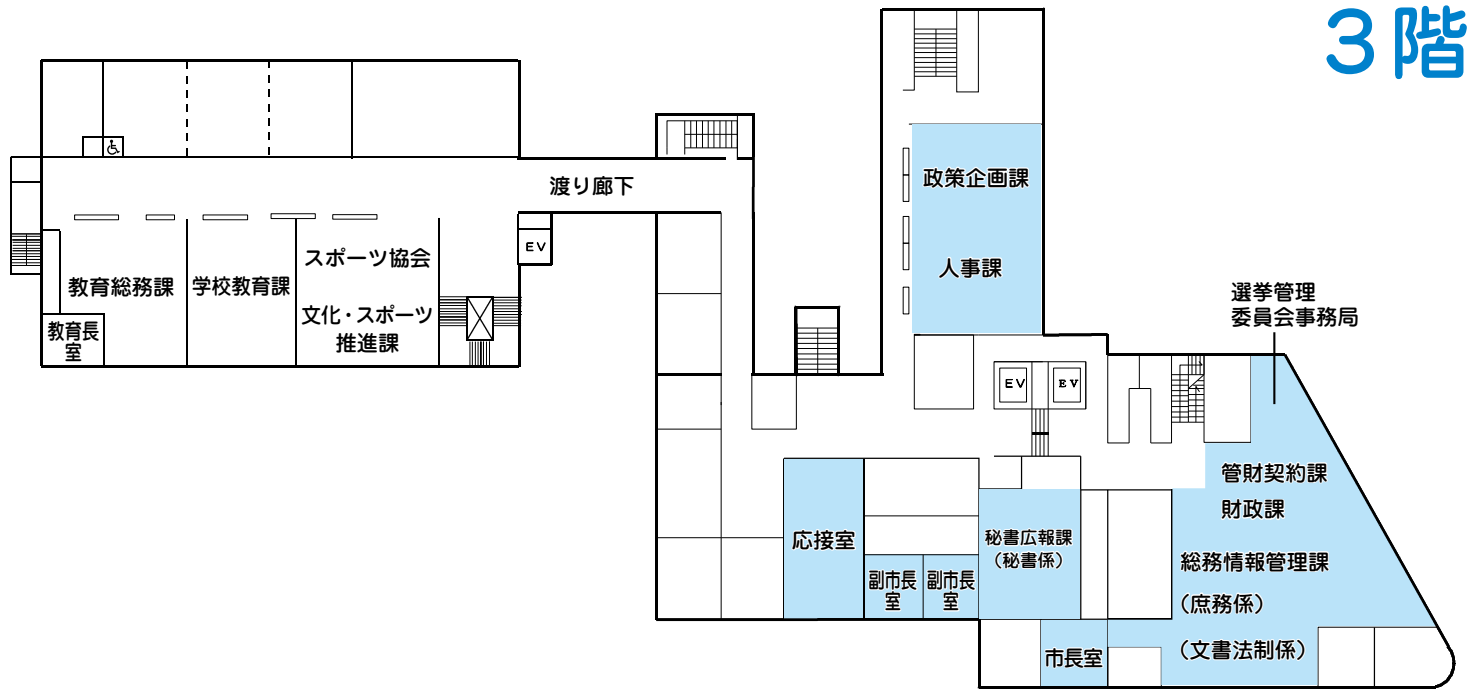 3階
渡り廊下
EV
スポーツ協会
教育総務課
学校教育課
文化・スポーツ
推進課
教育長
室
政策企画課
人事課
選挙管理
委員会事務局
EV
EV
管財契約課
財政課
応接室
秘書広報課
（秘書係）
総務情報管理課
副市長
室
副市長
室
（庶務係）
（文書法制係）
市長室